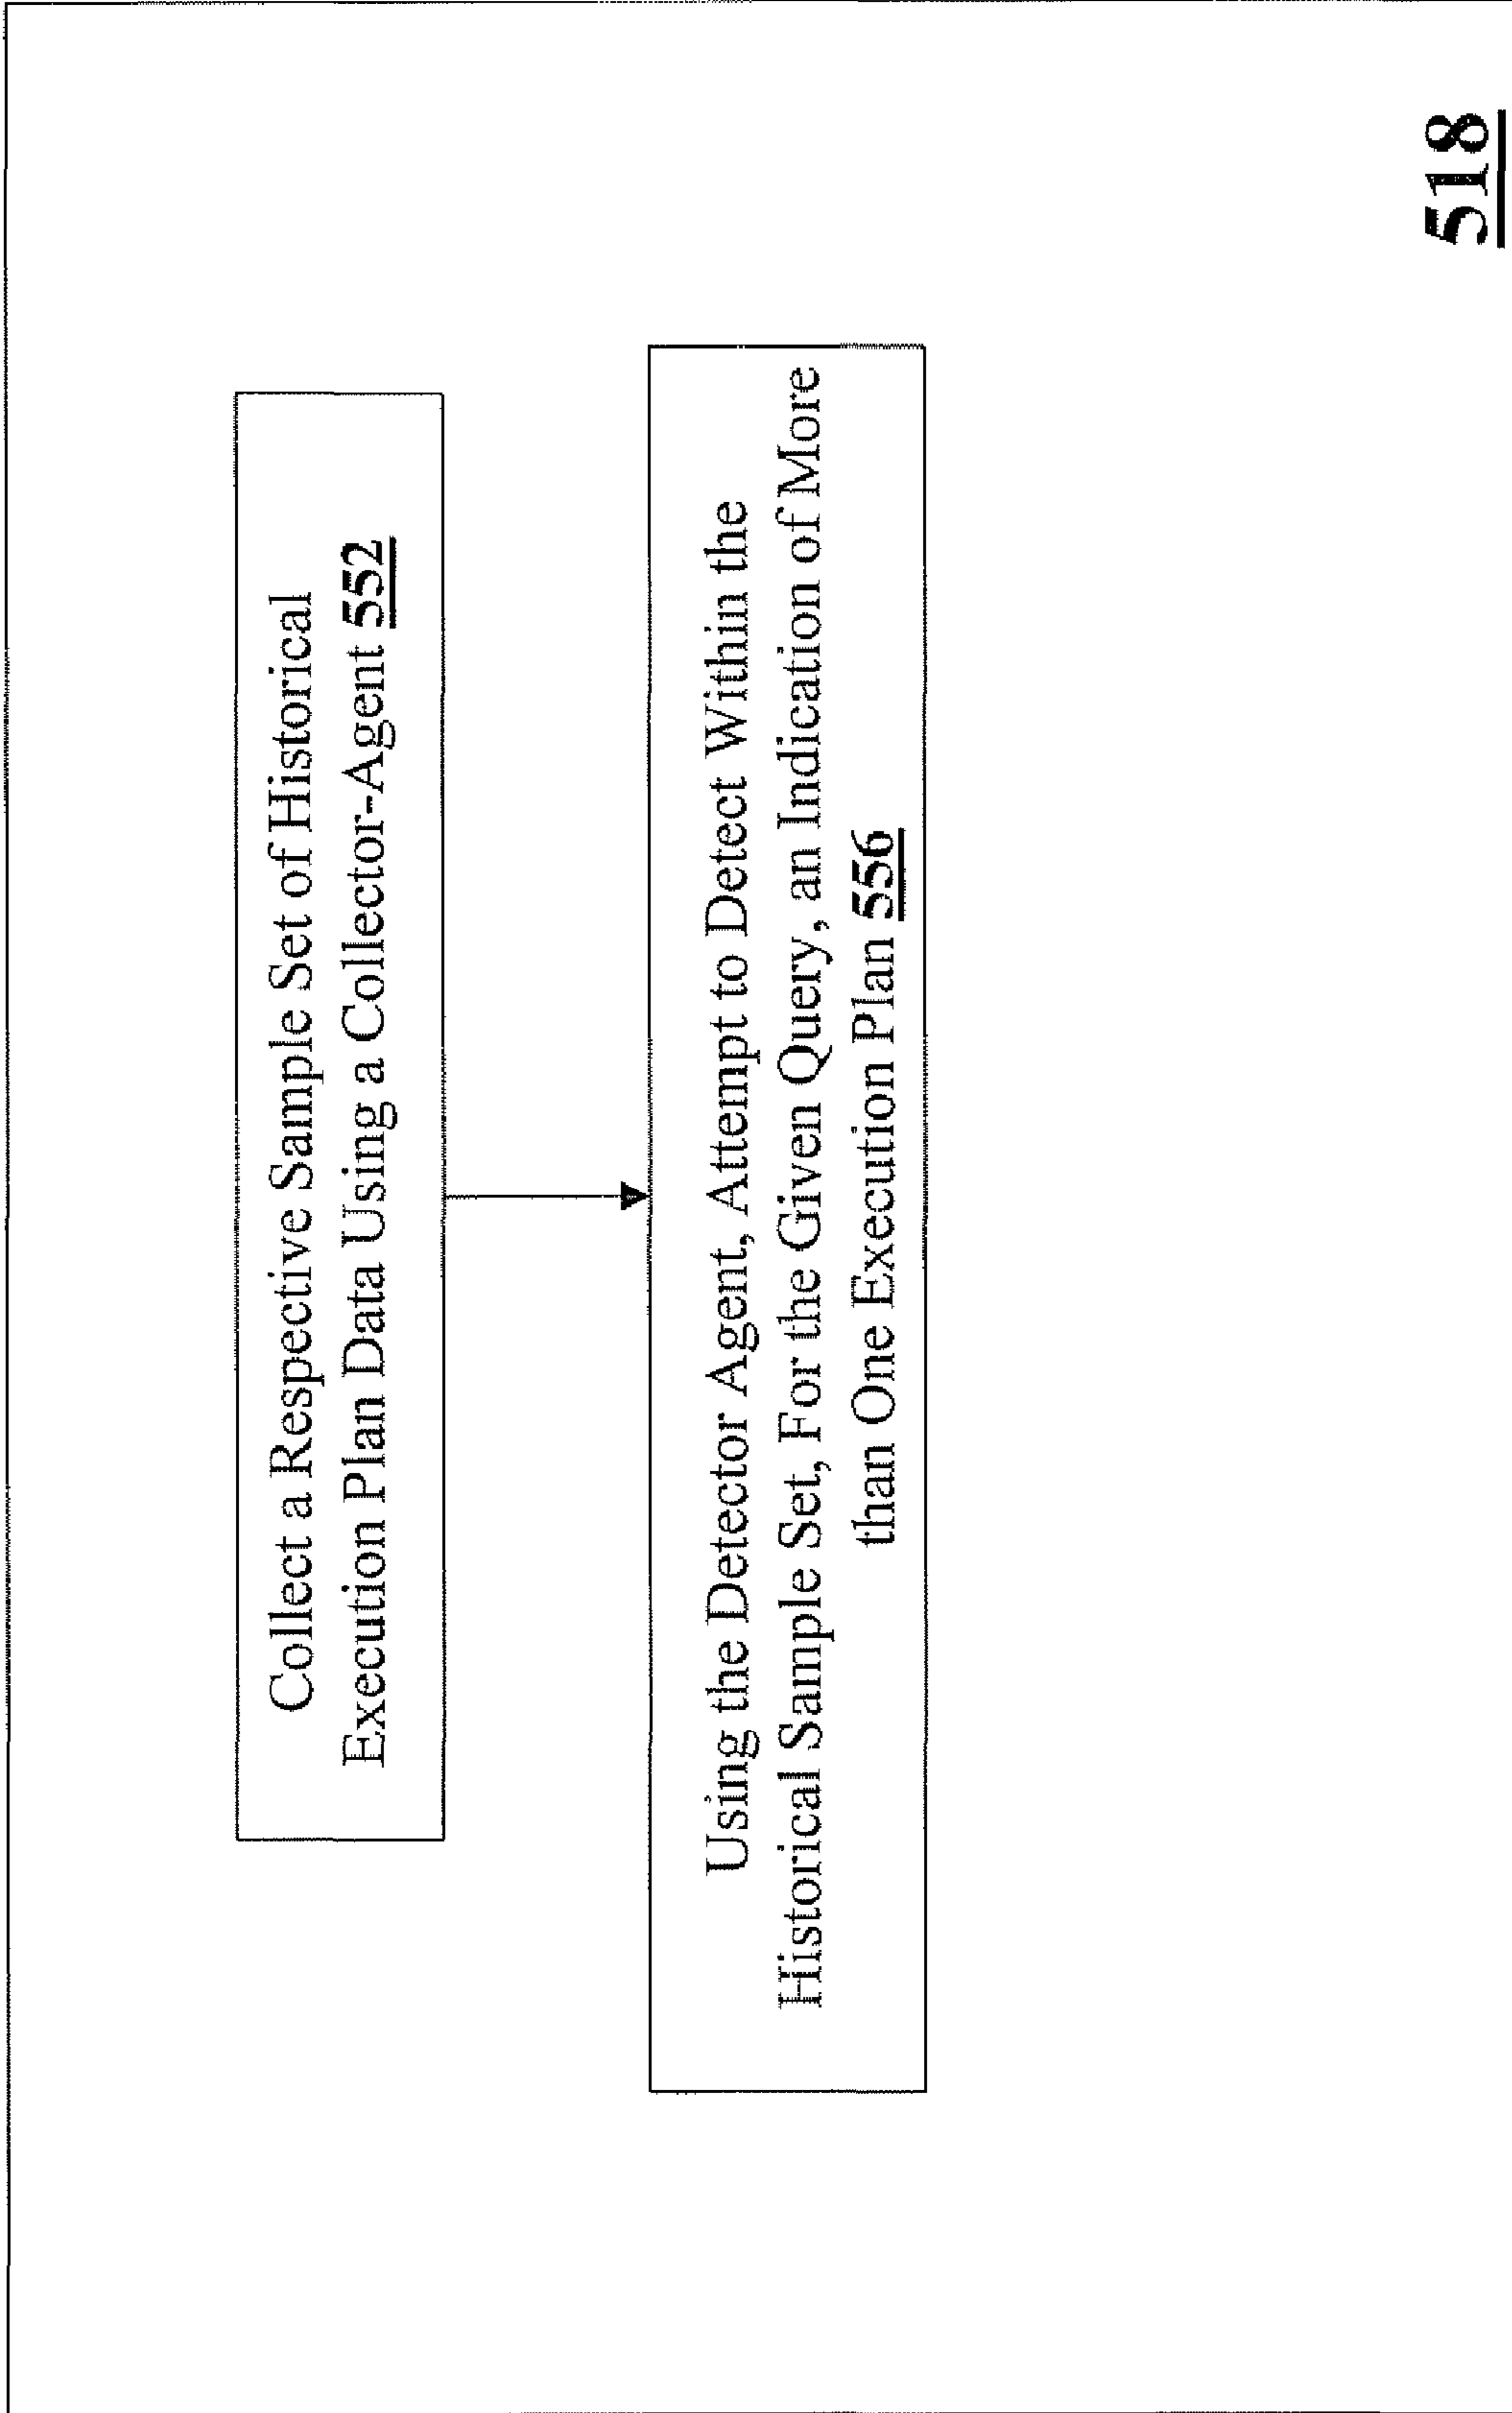 Collect a Respective Sample Set of Historical
Execution Plan Data Using a Collector-Agent 552
Using the Detector Agent, Attempt to Detect Within the
Historical Sample Set, For the Given Query, an Indication of More
than One Execution Plan 556
518